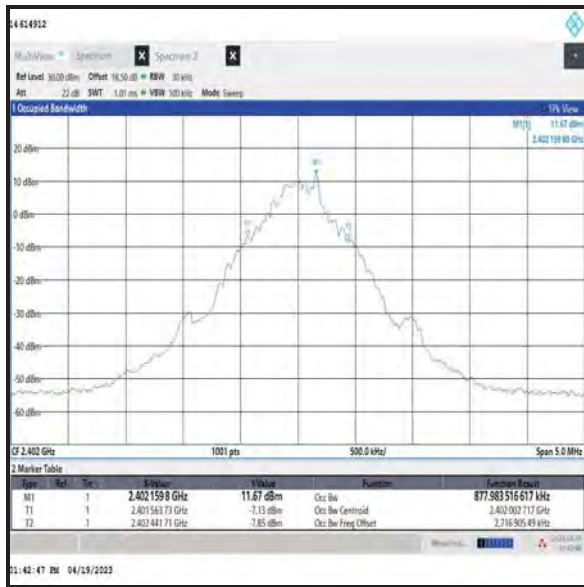 14 614912
MultiView Spectrum X Spectrum 2 X
Ref Level 30.00 dBm Offset 16.50 dB RBW 30 kHz
Att 22 dB SWT 1.01 ms VBW 100 kHz Mode Sweep
1 Occupied Bandwidth 1Pk View
M1[1] 11.67 dBm
2.402 159 80 GHz
M1
20 dBm
10 dBm
0 dBm
T1 T2
-10 dBm
-20 dBm
-30 dBm
-40 dBm
-50 dBm
-60 dBm
CF 2.402 GHz 1001 pts 500.0 kHz/ Span 5.0 MHz
2 Marker Table
Type Ref Trc X-Value Y-Value Function Function Result
M1 1 2.402 159 8 GHz 11.67 dBm Occ Bw 877.983 516 617 kHz
T1 1 2.401 563 73 GHz -7.13 dBm Occ Bw Centroid 2.402 002 717 GHz
T2 1 2.402 441 71 GHz -7.85 dBm Occ Bw Freq Offset 2.716 905 49 kHz
01:42:47 PM 04/19/2023